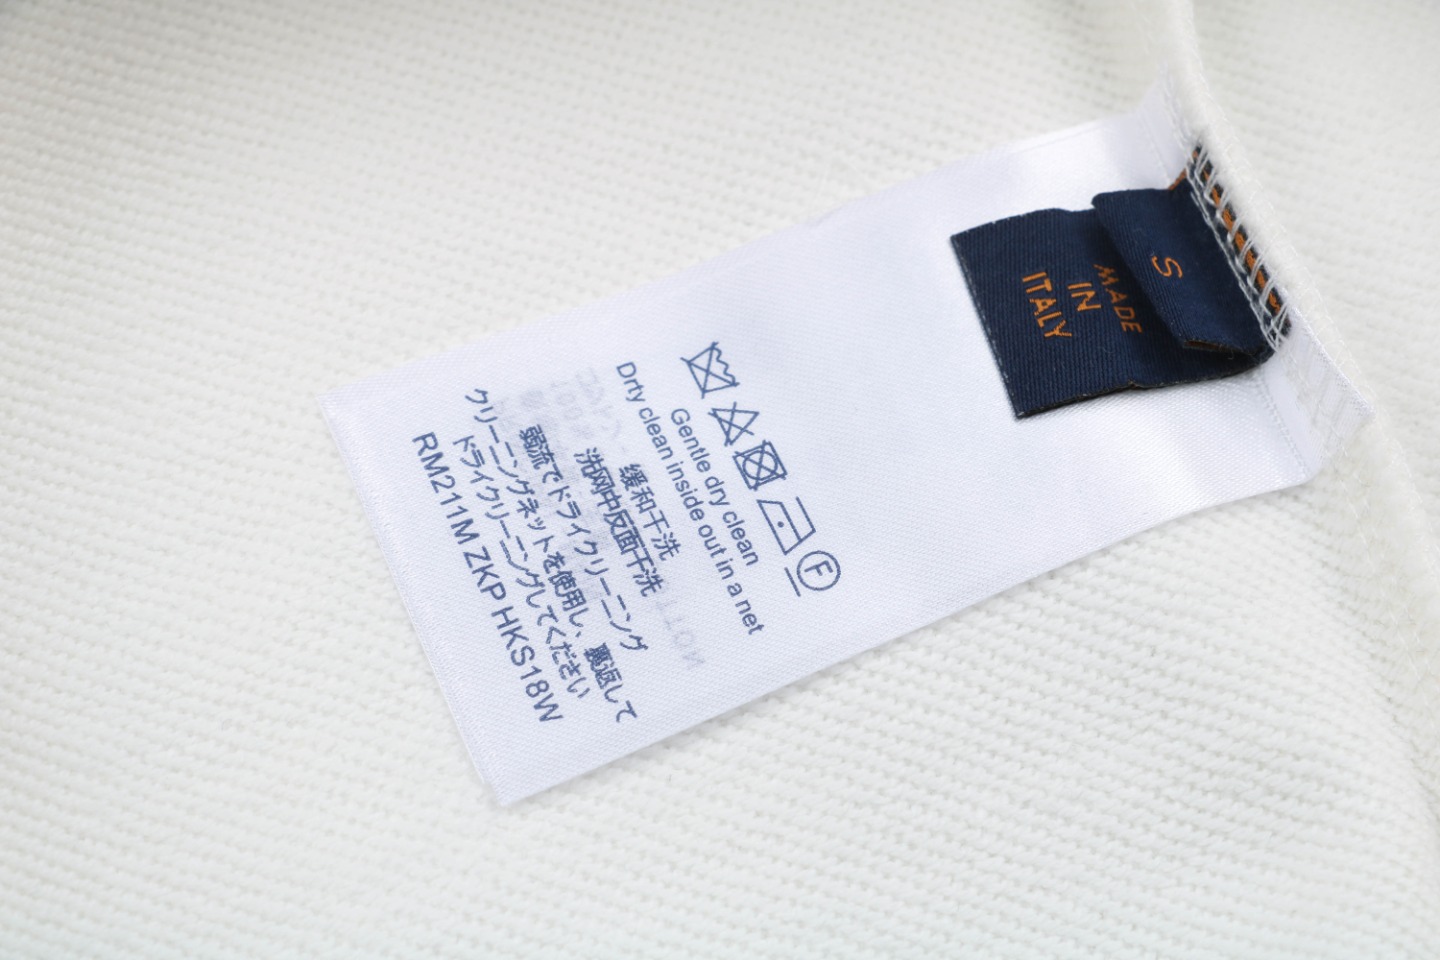 S
MADE
IN
ITALY
F
Gentle dry clean
Drty clean inside out in a net
缓和干洗
洗网中反面干洗
弱流でドライクリーニング
クリーニングネットを使用し、裏返して
ドライクリーニングしてください
RM211M ZKP HKS18W